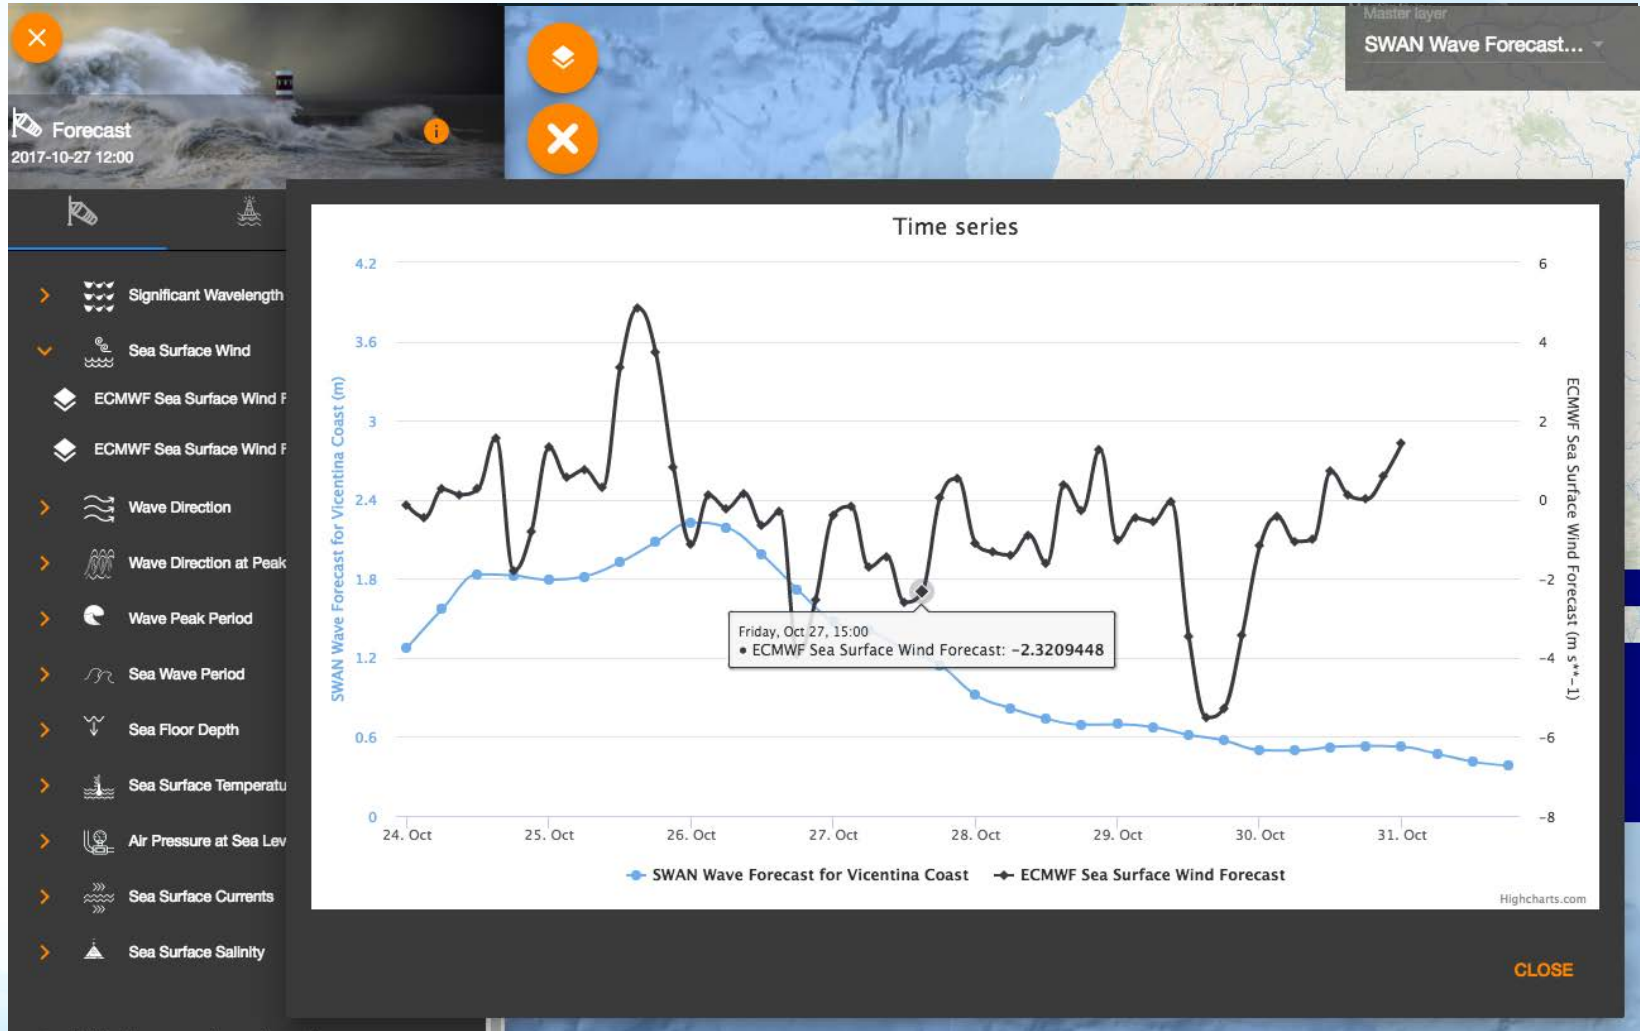 Master layer
SWAN Wave Forecast...
Forecast
2017-10-27 12:00
Significant Wavelength
Sea Surface Wind
ECMWF Sea Surface Wind F
ECMWF Sea Surface Wind F
Wave Direction
Wave Direction at Peak
Wave Peak Period
Sea Wave Period
Sea Floor Depth
Sea Surface Temperatu
Air Pressure at Sea Lev
Sea Surface Currents
Sea Surface Salinity
Time series
SWAN Wave Forecast for Vicentina Coast (m)
4.2
3.6
3
2.4
1.8
1.2
0.6
0
6
4
2
0
-2
-4
-6
-8
ECMWF Sea Surface Wind Forecast (m s**-1)
Friday, Oct 27, 15:00
● ECMWF Sea Surface Wind Forecast: -2.3209448
24. Oct 25. Oct 26. Oct 27. Oct 28. Oct 29. Oct 30. Oct 31. Oct
SWAN Wave Forecast for Vicentina Coast ECMWF Sea Surface Wind Forecast
Highcharts.com
CLOSE